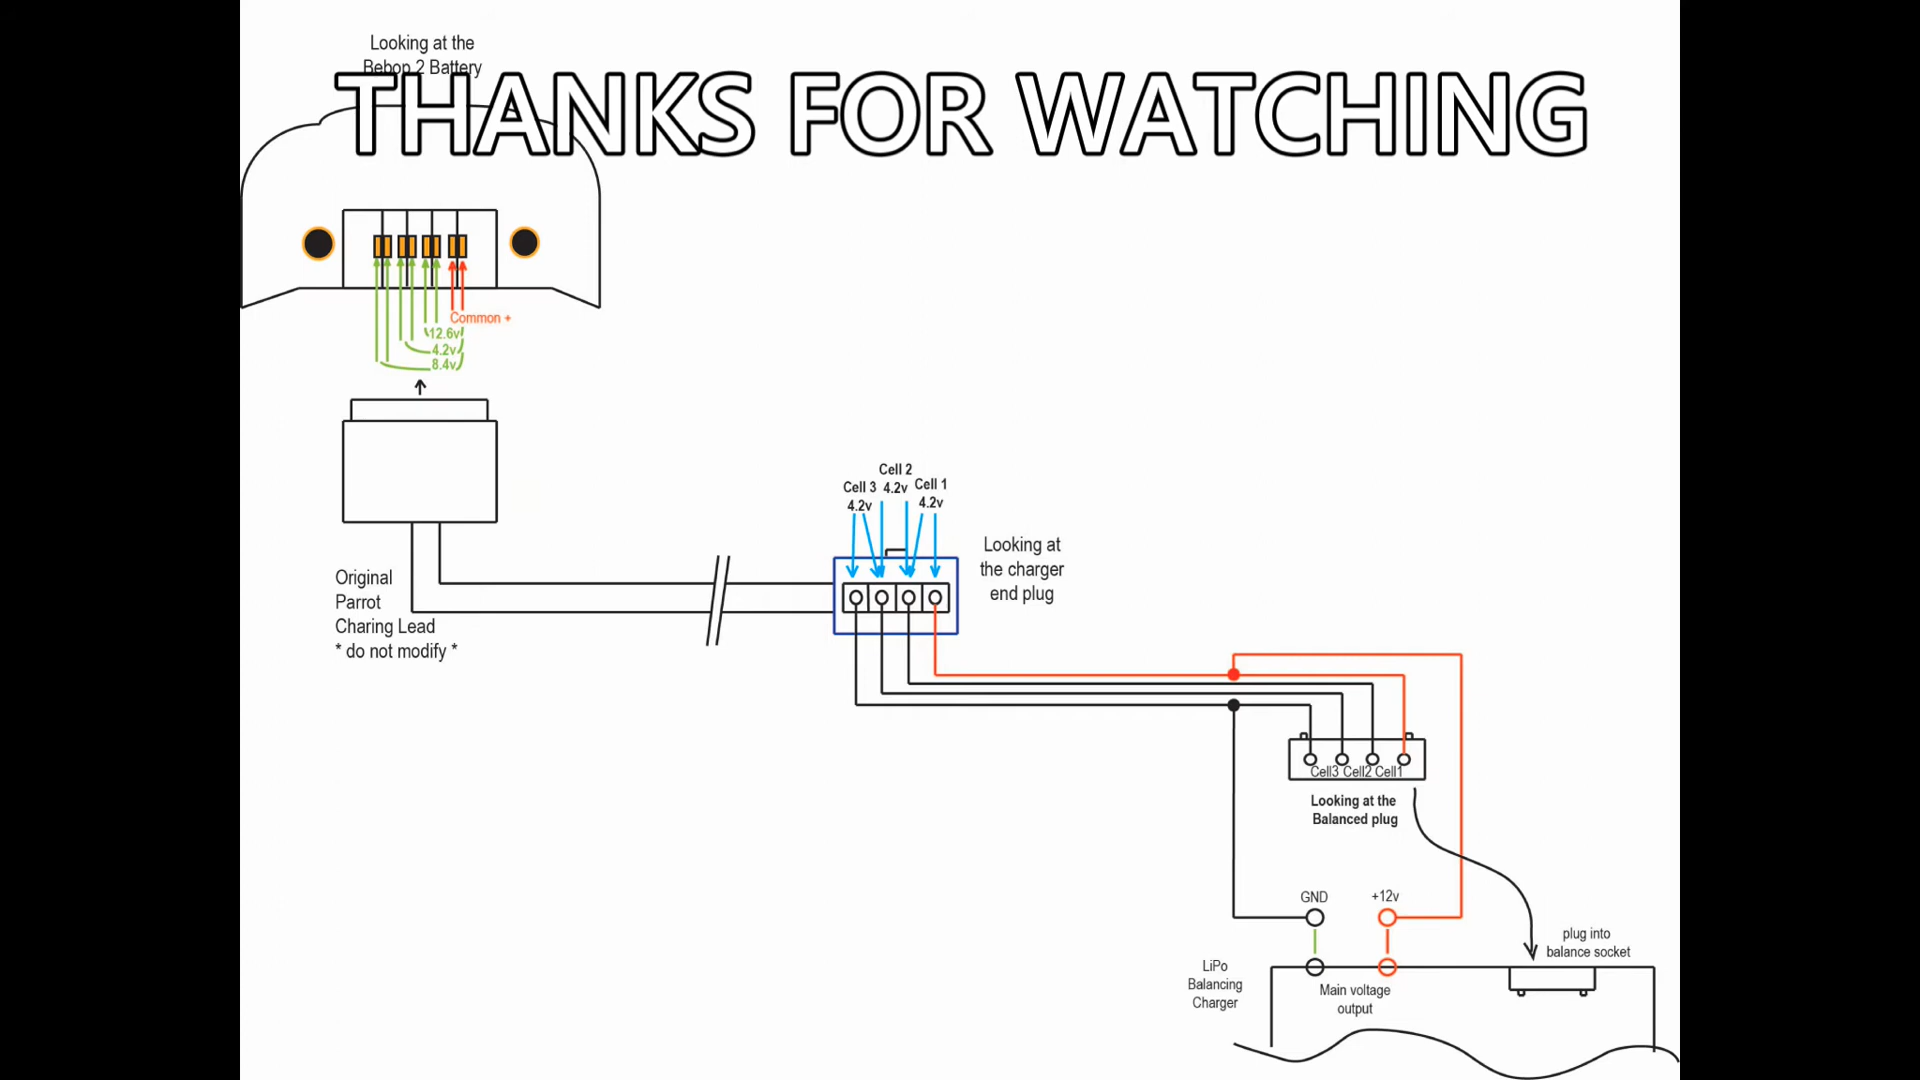 Looking at the
Bebop 2 Battery
THANKS FOR WATCHING
Common +
12.6v
4.2v
8.4v
Original
Parrot
Charing Lead
* do not modify *
Cell 3
4.2v
Cell 2
4.2v
Cell 1
4.2v
Looking at
the charger
end plug
Cell3 Cell2 Cell1
Looking at the
Balanced plug
GND
+12v
plug into
balance socket
LiPo
Balancing
Charger
Main voltage
output